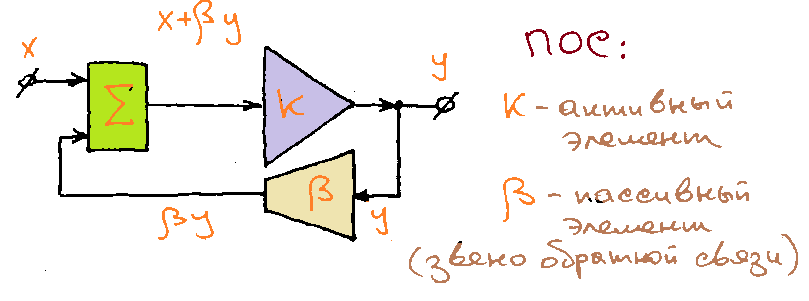 x+βy
ПОС:
x
y
Σ
K
K - активный
элемент
β
β - пассивный
элемент
βy
y
(звено обратной связи)